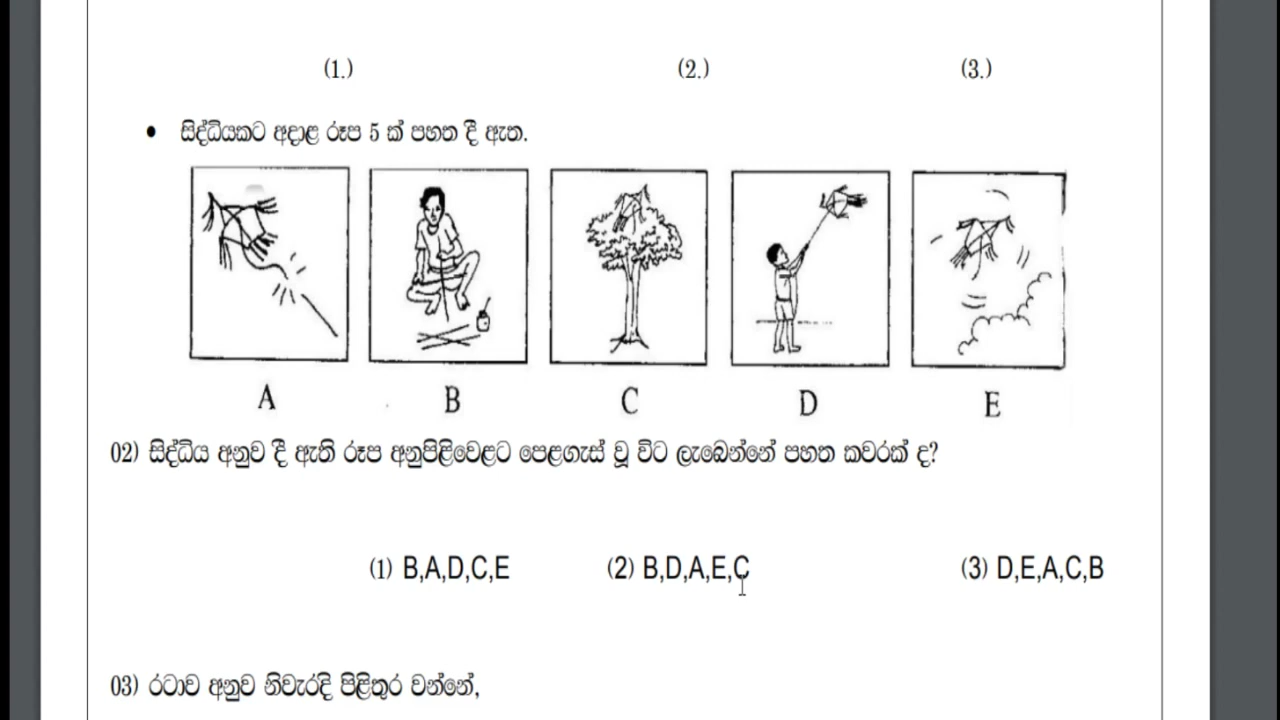 (1.) (2.) (3.)
• සිද්ධියකට අදාළ රූප 5 ක් පහත දී ඇත.
A B C D E
02) සිද්ධිය අනුව දී ඇති රූප අනුපිළිවෙළට පෙළගැස් වූ විට ලැබෙන්නේ පහත කවරක් ද?
(1) B,A,D,C,E (2) B,D,A,E,C (3) D,E,A,C,B
03) රටාව අනුව නිවැරදි පිළිතුර වන්නේ,